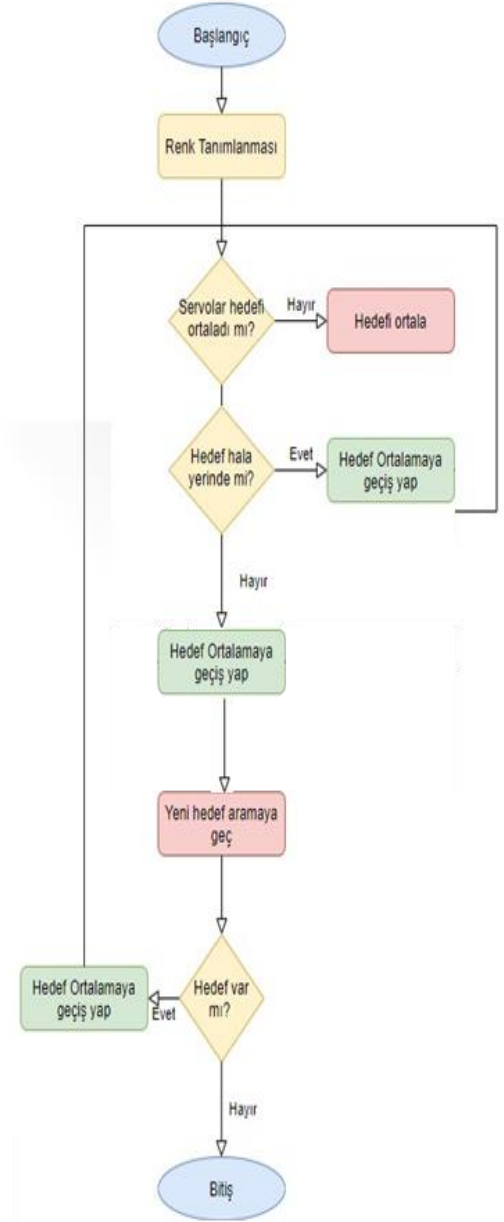 Başlangıç
Renk Tanımlanması
Servolar hedefi
ortaladı mı?
Hayır
Hedefi ortala
Hedef hala
yerinde mi?
Evet
Hedef Ortalamaya
geçiş yap
Hayır
Hedef Ortalamaya
geçiş yap
Yeni hedef aramaya
geç
Hedef var
mı?
Evet
Hedef Ortalamaya
geçiş yap
Hayır
Bitiş